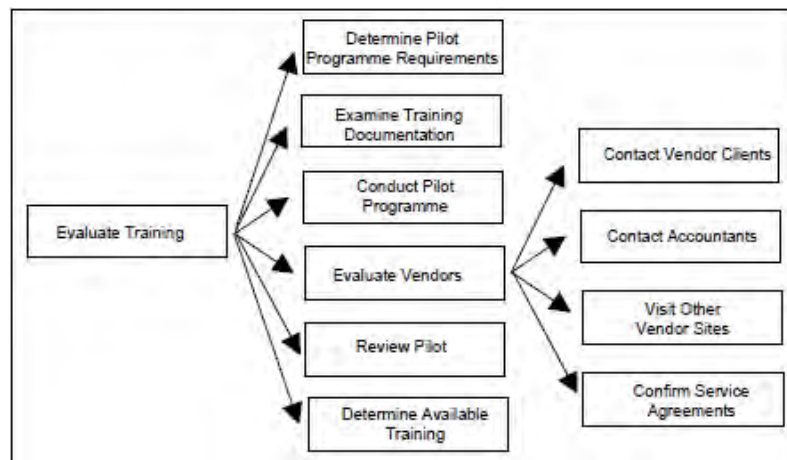 Determine Pilot
Programme Requirements
Examine Training
Documentation
Contact Vendor Clients
Conduct Pilot
Programme
Evaluate Training
Contact Accountants
Evaluate Vendors
Visit Other
Vendor Sites
Review Pilot
Confirm Service
Agreements
Determine Available
Training